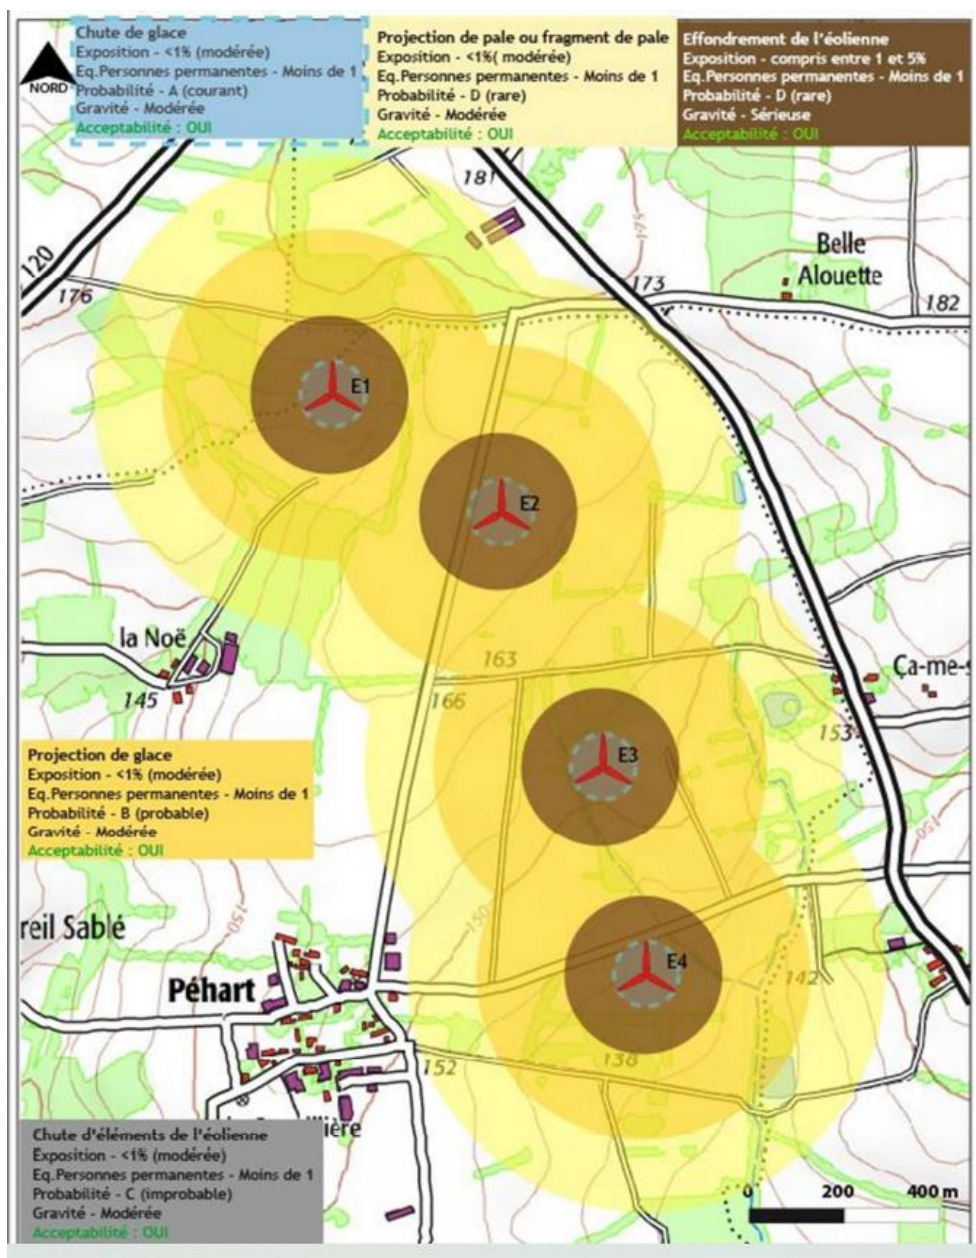 NORD
Chute de glace
Exposition - <1% (modérée)
Eq.Personnes permanentes - Moins de 1
Probabilité - A (courant)
Gravité - Modérée
Acceptabilité : OUI
Projection de pale ou fragment de pale
Exposition - <1%( modérée)
Eq.Personnes permanentes - Moins de 1
Probabilité - D (rare)
Gravité - Modérée
Acceptabilité : OUI
Effondrement de l'éolienne
Exposition - compris entre 1 et 5%
Eq.Personnes permanentes - Moins de 1
Probabilité - D (rare)
Gravité - Sérieuse
Acceptabilité : OUI
181
175
Belle
Alouette
120
176
173
182
E1
E2
la Noë
145
163
166
Ça-me-s
153
E3
Projection de glace
Exposition - <1% (modérée)
Eq.Personnes permanentes - Moins de 1
Probabilité - B (probable)
Gravité - Modérée
Acceptabilité : OUI
150
150
150
reil Sablé
Péhart
E4
142
152
138
ière
Chute d'éléments de l'éolienne
Exposition - <1% (modérée)
Eq.Personnes permanentes - Moins de 1
Probabilité - C (improbable)
Gravité - Modérée
Acceptabilité : OUI
0 200 400 m